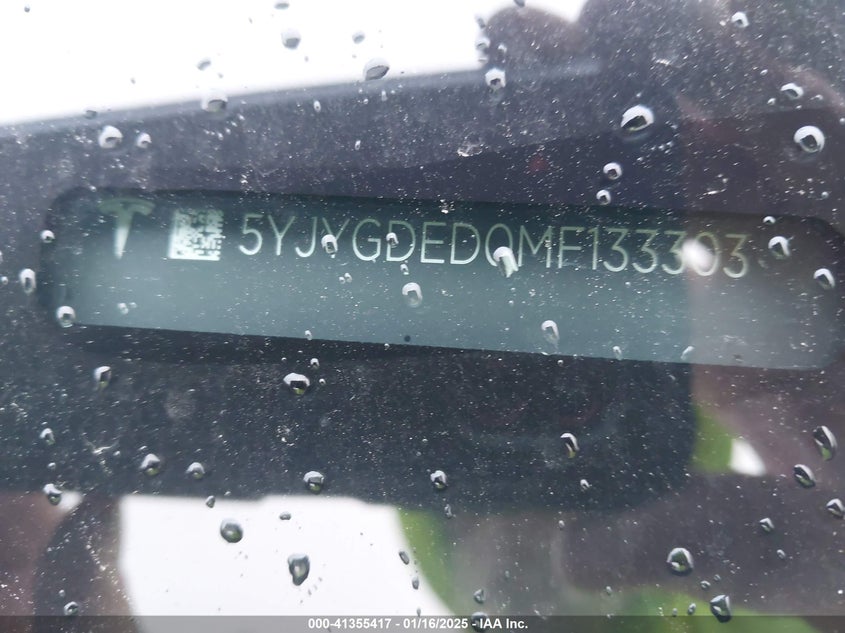 5YJYGDED0MF133303
000-41355417 - 01/16/2025 - IAA Inc.